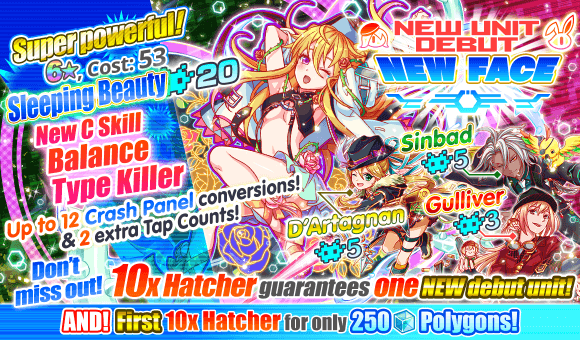 Super powerful!
6☆, Cost: 53
Sleeping Beauty 20
New C Skill
Balance
Type Killer
Up to 12 Crash Panel conversions!
& 2 extra Tap Counts!
NEW UNIT
DEBUT
NEW FACE
Sinbad
5
D'Artagnan
5
Gulliver
3
Don't
miss out!
10x Hatcher guarantees one NEW debut unit!
AND! First 10x Hatcher for only 250 Polygons!